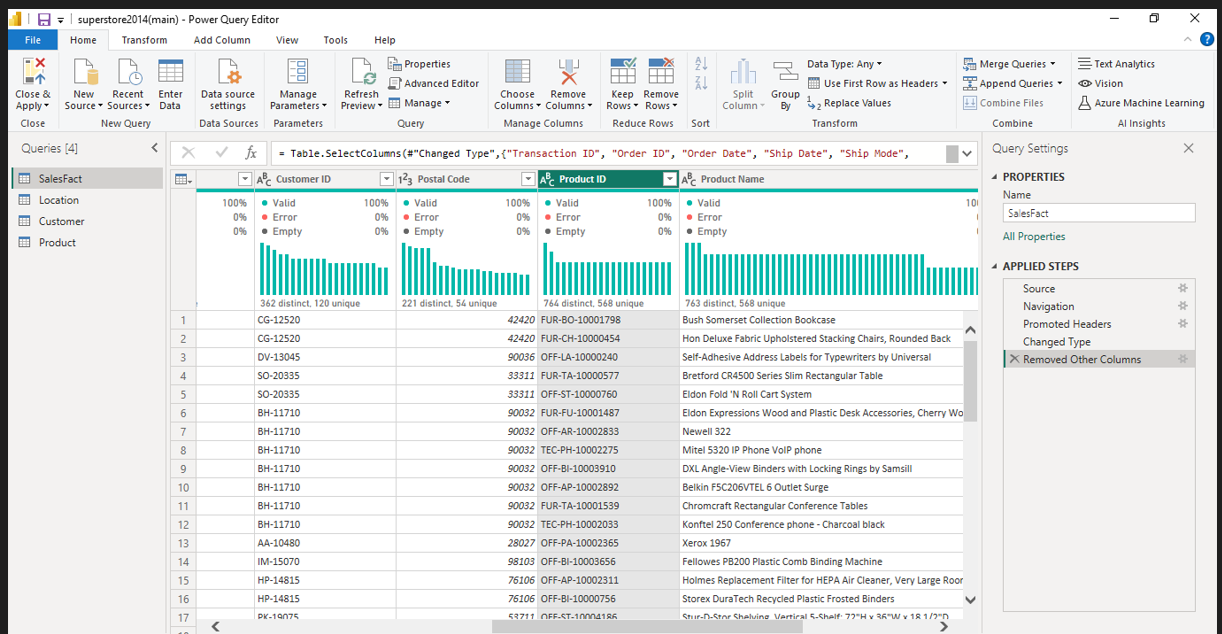 superstore2014(main) - Power Query Editor
File Home Transform Add Column View Tools Help
Close & Apply
New Source
Recent Sources
Enter Data
Data source settings
Manage Parameters
Refresh Preview
Properties
Advanced Editor
Manage
Choose Columns
Remove Columns
Keep Rows
Remove Rows
Split Column
Group By
Data Type: Any
Use First Row as Headers
Replace Values
Merge Queries
Append Queries
Combine Files
Text Analytics
Vision
Azure Machine Learning
Close New Query Data Sources Parameters Query Manage Columns Reduce Rows Sort Transform Combine AI Insights
Queries [4]
SalesFact
Location
Customer
Product
fx = Table.SelectColumns(#"Changed Type",{"Transaction ID", "Order ID", "Order Date", "Ship Date", "Ship Mode",
Customer ID Postal Code Product ID Product Name
100% Valid 100% Valid 100% Valid 100% Valid
0% Error 0% Error 0% Error 0% Error
0% Empty 0% Empty 0% Empty 0% Empty
362 distinct, 120 unique 221 distinct, 54 unique 764 distinct, 568 unique 763 distinct, 568 unique
1 CG-12520 42420 FUR-BO-10001798 Bush Somerset Collection Bookcase
2 CG-12520 42420 FUR-CH-10000454 Hon Deluxe Fabric Upholstered Stacking Chairs, Rounded Back
3 DV-13045 90036 OFF-LA-10000240 Self-Adhesive Address Labels for Typewriters by Universal
4 SO-20335 33311 FUR-TA-10000577 Bretford CR4500 Series Slim Rectangular Table
5 SO-20335 33311 OFF-ST-10000760 Eldon Fold 'N Roll Cart System
6 BH-11710 90032 FUR-FU-10001487 Eldon Expressions Wood and Plastic Desk Accessories, Cherry Wo
7 BH-11710 90032 OFF-AR-10002833 Newell 322
8 BH-11710 90032 TEC-PH-10002275 Mitel 5320 IP Phone VoIP phone
9 BH-11710 90032 OFF-BI-10003910 DXL Angle-View Binders with Locking Rings by Samsill
10 BH-11710 90032 OFF-AP-10002892 Belkin F5C206VTEL 6 Outlet Surge
11 BH-11710 90032 FUR-TA-10001539 Chromcraft Rectangular Conference Tables
12 BH-11710 90032 TEC-PH-10002033 Konftel 250 Conference phone - Charcoal black
13 AA-10480 28027 OFF-PA-10002365 Xerox 1967
14 IM-15070 98103 OFF-BI-10003656 Fellowes PB200 Plastic Comb Binding Machine
15 HP-14815 76106 OFF-AP-10002311 Holmes Replacement Filter for HEPA Air Cleaner, Very Large Roor
16 HP-14815 76106 OFF-BI-10000756 Storex DuraTech Recycled Plastic Frosted Binders
17 PK-19075 53711 OFF-ST-10004186 Stur-D-Stor Shelving, Vertical 5-Shelf: 72"H x 36"W x 18 1/2"D
Query Settings
PROPERTIES
Name
SalesFact
All Properties
APPLIED STEPS
Source
Navigation
Promoted Headers
Changed Type
Removed Other Columns